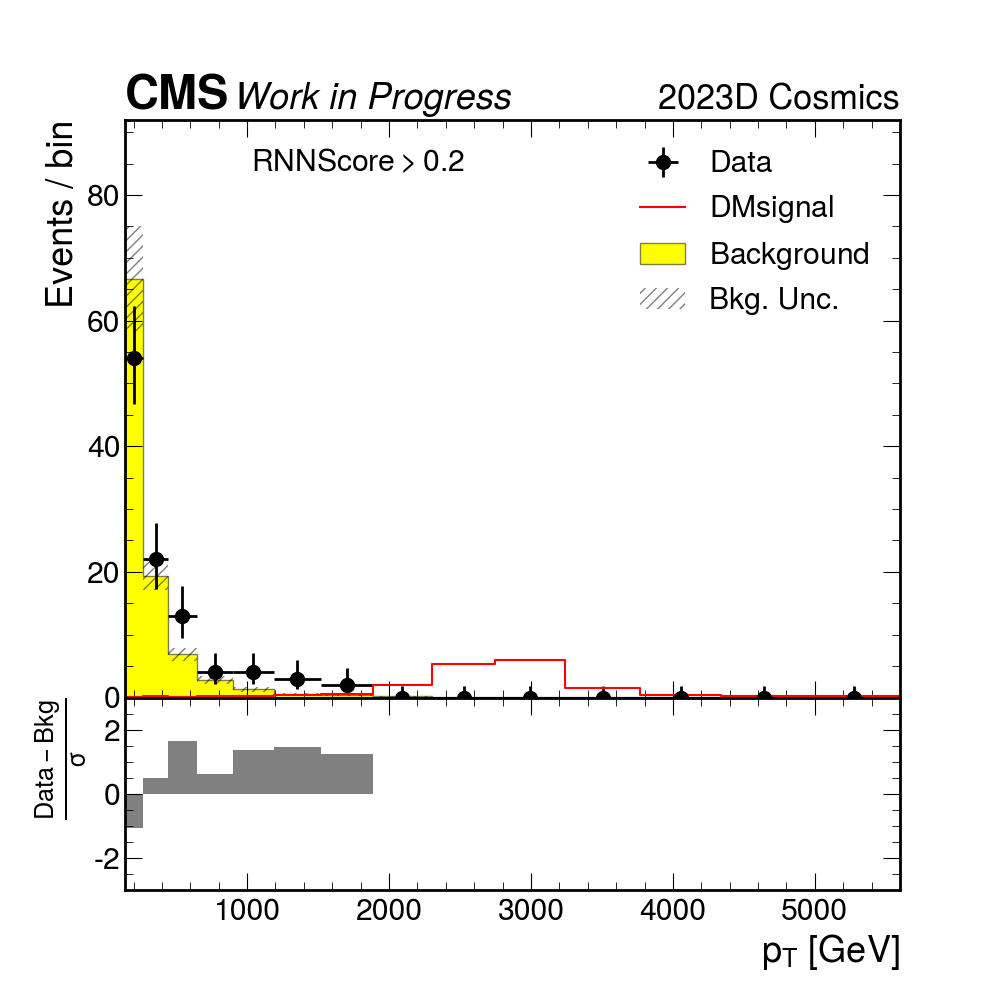 CMS Work in Progress 2023D Cosmics
Events / bin
RNNScore > 0.2
Data
DMsignal
Background
Bkg. Unc.
80
60
40
20
0
Data − Bkg
σ
2
0
-2
1000 2000 3000 4000 5000
pT [GeV]